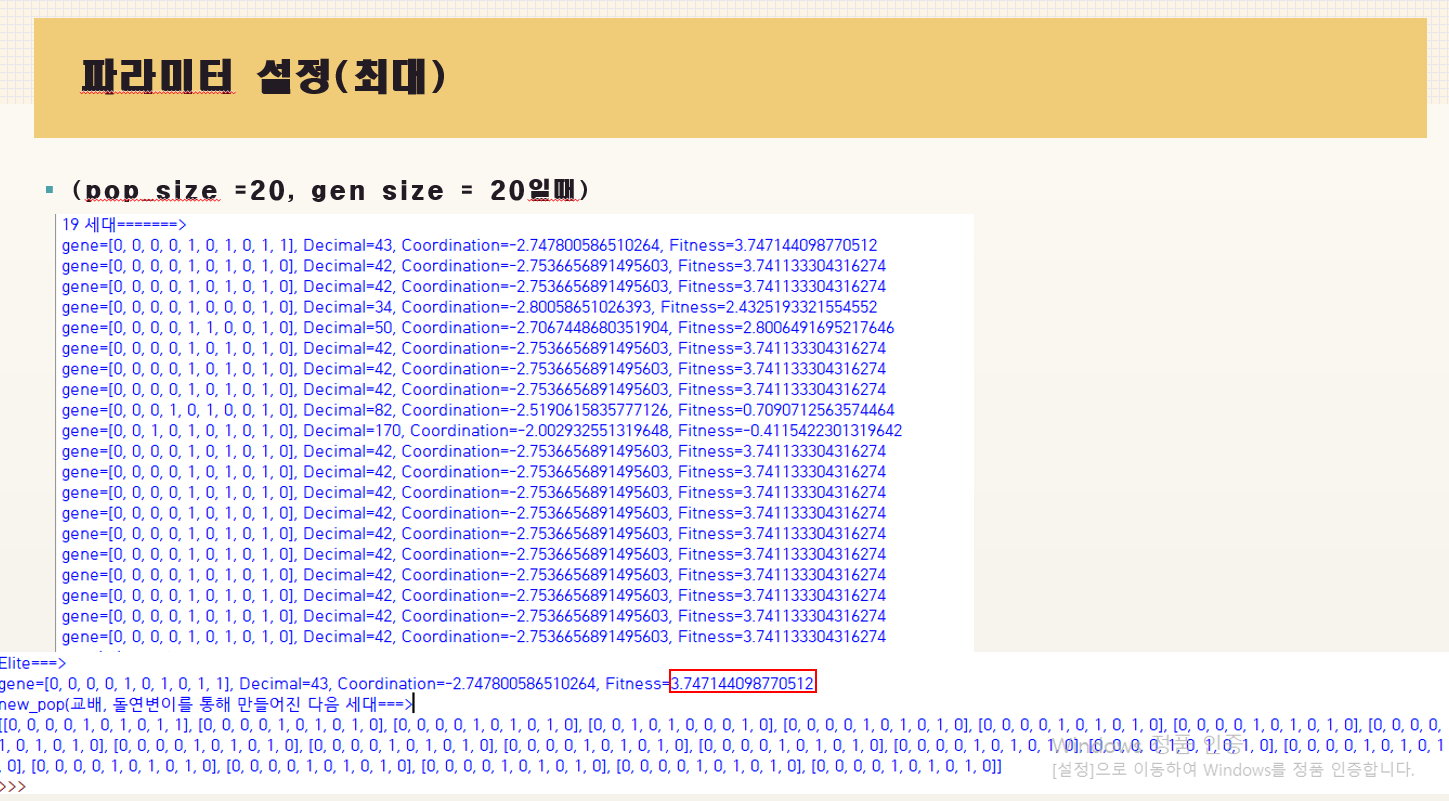 파라미터 설정(최대)
(pop_size =20, gen size = 20일때)
19 세대=======>
gene=[0, 0, 0, 0, 1, 0, 1, 0, 1, 1], Decimal=43, Coordination=-2.747800586510264, Fitness=3.747144098770512
gene=[0, 0, 0, 0, 1, 0, 1, 0, 1, 0], Decimal=42, Coordination=-2.7536656891495603, Fitness=3.741133304316274
gene=[0, 0, 0, 0, 1, 0, 1, 0, 1, 0], Decimal=42, Coordination=-2.7536656891495603, Fitness=3.741133304316274
gene=[0, 0, 0, 0, 1, 0, 0, 0, 1, 0], Decimal=34, Coordination=-2.80058651026393, Fitness=2.4325193321554552
gene=[0, 0, 0, 0, 1, 1, 0, 0, 1, 0], Decimal=50, Coordination=-2.7067448680351904, Fitness=2.8006491695217646
gene=[0, 0, 0, 0, 1, 0, 1, 0, 1, 0], Decimal=42, Coordination=-2.7536656891495603, Fitness=3.741133304316274
gene=[0, 0, 0, 0, 1, 0, 1, 0, 1, 0], Decimal=42, Coordination=-2.7536656891495603, Fitness=3.741133304316274
gene=[0, 0, 0, 0, 1, 0, 1, 0, 1, 0], Decimal=42, Coordination=-2.7536656891495603, Fitness=3.741133304316274
gene=[0, 0, 0, 1, 0, 1, 0, 0, 1, 0], Decimal=82, Coordination=-2.5190615835777126, Fitness=0.7090712563574464
gene=[0, 0, 1, 0, 1, 0, 1, 0, 1, 0], Decimal=170, Coordination=-2.002932551319648, Fitness=-0.4115422301319642
gene=[0, 0, 0, 0, 1, 0, 1, 0, 1, 0], Decimal=42, Coordination=-2.7536656891495603, Fitness=3.741133304316274
gene=[0, 0, 0, 0, 1, 0, 1, 0, 1, 0], Decimal=42, Coordination=-2.7536656891495603, Fitness=3.741133304316274
gene=[0, 0, 0, 0, 1, 0, 1, 0, 1, 0], Decimal=42, Coordination=-2.7536656891495603, Fitness=3.741133304316274
gene=[0, 0, 0, 0, 1, 0, 1, 0, 1, 0], Decimal=42, Coordination=-2.7536656891495603, Fitness=3.741133304316274
gene=[0, 0, 0, 0, 1, 0, 1, 0, 1, 0], Decimal=42, Coordination=-2.7536656891495603, Fitness=3.741133304316274
gene=[0, 0, 0, 0, 1, 0, 1, 0, 1, 0], Decimal=42, Coordination=-2.7536656891495603, Fitness=3.741133304316274
gene=[0, 0, 0, 0, 1, 0, 1, 0, 1, 0], Decimal=42, Coordination=-2.7536656891495603, Fitness=3.741133304316274
gene=[0, 0, 0, 0, 1, 0, 1, 0, 1, 0], Decimal=42, Coordination=-2.7536656891495603, Fitness=3.741133304316274
gene=[0, 0, 0, 0, 1, 0, 1, 0, 1, 0], Decimal=42, Coordination=-2.7536656891495603, Fitness=3.741133304316274
gene=[0, 0, 0, 0, 1, 0, 1, 0, 1, 0], Decimal=42, Coordination=-2.7536656891495603, Fitness=3.741133304316274
Elite===>
gene=[0, 0, 0, 0, 1, 0, 1, 0, 1, 1], Decimal=43, Coordination=-2.747800586510264, Fitness=3.747144098770512
new_pop(교배, 돌연변이를 통해 만들어진 다음 세대===>
[[0, 0, 0, 0, 1, 0, 1, 0, 1, 1], [0, 0, 0, 0, 1, 0, 1, 0, 1, 0], [0, 0, 0, 0, 1, 0, 1, 0, 1, 0], [0, 0, 1, 0, 1, 0, 0, 0, 1, 0], [0, 0, 0, 0, 1, 0, 1, 0, 1, 0], [0, 0, 0, 0, 1, 0, 1, 0, 1, 0], [0, 0, 0, 0, 1, 0, 1, 0, 1, 0], [0, 0, 0, 0,
1, 0, 1, 0, 1, 0], [0, 0, 0, 0, 1, 0, 1, 0, 1, 0], [0, 0, 0, 0, 1, 0, 1, 0, 1, 0], [0, 0, 0, 0, 1, 0, 1, 0, 1, 0], [0, 0, 0, 0, 1, 0, 1, 0, 1, 0], [0, 0, 0, 0, 1, 0, 1, 0, 1, 0], [0, 0, 0, 0, 1, 0, 1, 0, 1, 0], [0, 0, 0, 0, 1, 0, 1, 0, 1
, 0], [0, 0, 0, 0, 1, 0, 1, 0, 1, 0], [0, 0, 0, 0, 1, 0, 1, 0, 1, 0], [0, 0, 0, 0, 1, 0, 1, 0, 1, 0], [0, 0, 0, 0, 1, 0, 1, 0, 1, 0], [0, 0, 0, 0, 1, 0, 1, 0, 1, 0]]
Windows 정품 인증
[설정]으로 이동하여 Windows를 정품 인증합니다.
>>>